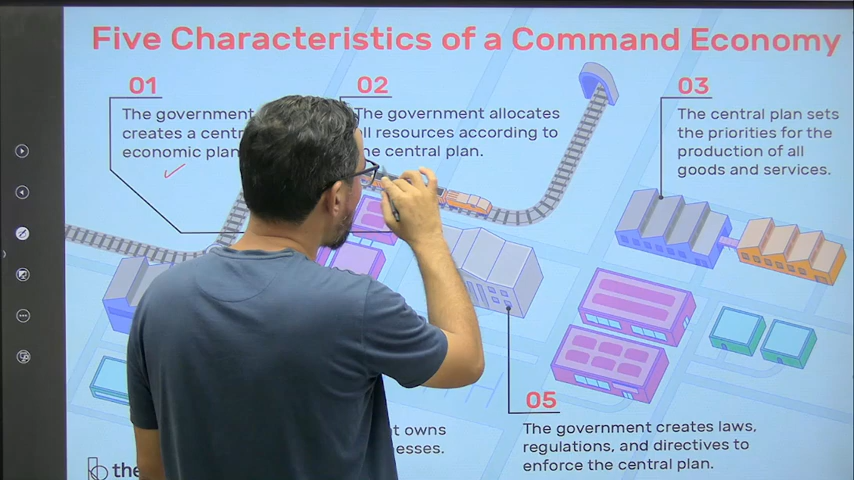 Five Characteristics of a Command Economy
01
The government
creates a centr
economic plan
02
The government allocates
ll resources according to
he central plan.
03
The central plan sets
the priorities for the
production of all
goods and services.
owns
esses.
05
The government creates laws,
regulations, and directives to
enforce the central plan.
the